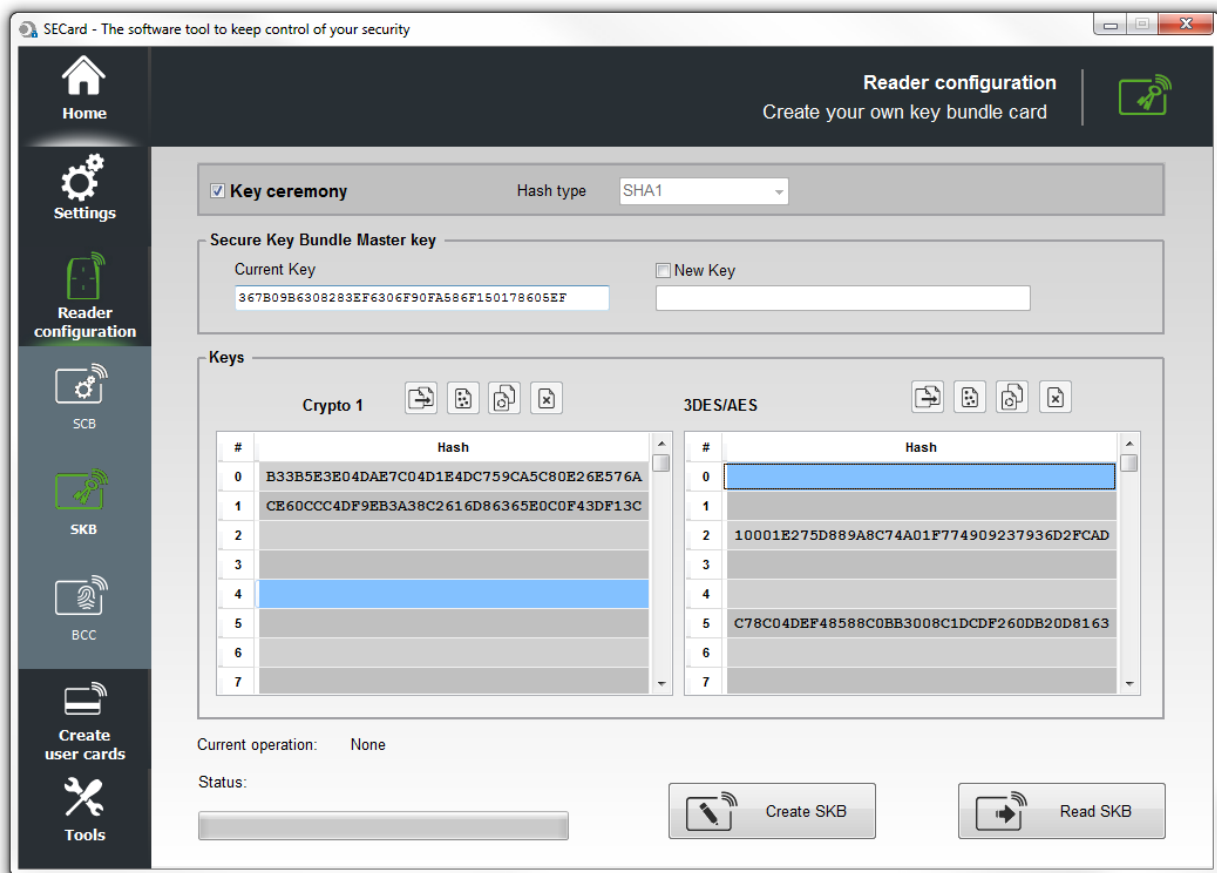 SECard - The software tool to keep control of your security
Home
Reader configuration
Create your own key bundle card
Settings
Reader
configuration
SCB
SKB
BCC
Create
user cards
Tools
Key ceremony Hash type SHA1
Secure Key Bundle Master key
Current Key New Key
367B09B6308283EF6306F90FA586F150178605EF
Keys
Crypto 1 3DES/AES
# Hash # Hash
0 B33B5E3E04DAE7C04D1E4DC759CA5C80E26E576A 0
1 CE60CCC4DF9EB3A38C2616D86365E0C0F43DF13C 1
2 2 10001E275D889A8C74A01F774909237936D2FCAD
3 3
4 4
5 5 C78C04DEF48588C0BB3008C1DCDF260DB20D8163
6 6
7 7
Current operation: None
Status:
Create SKB Read SKB